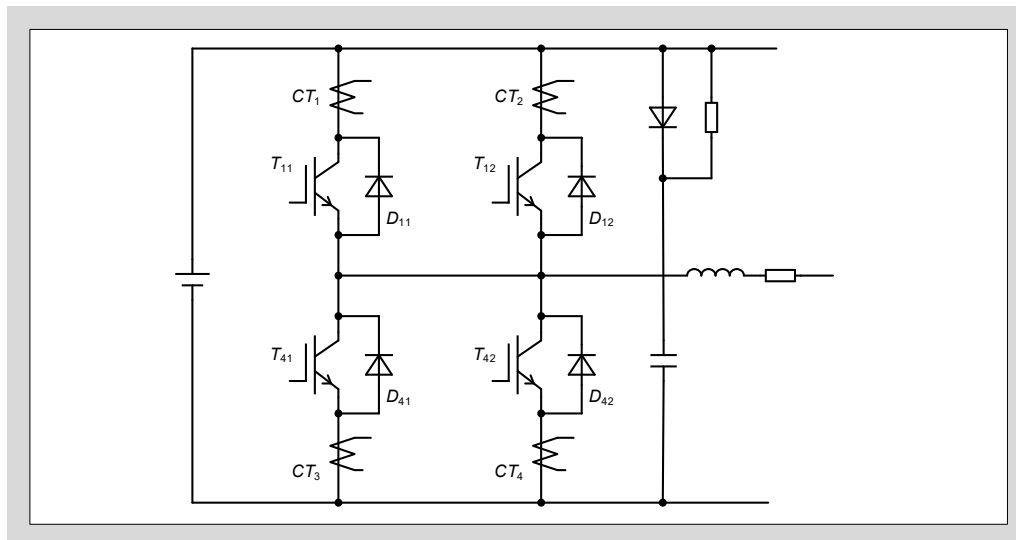 CT₁ CT₂
T₁₁ T₁₂
D₁₁ D₁₂
T₄₁ T₄₂
D₄₁ D₄₂
CT₃ CT₄